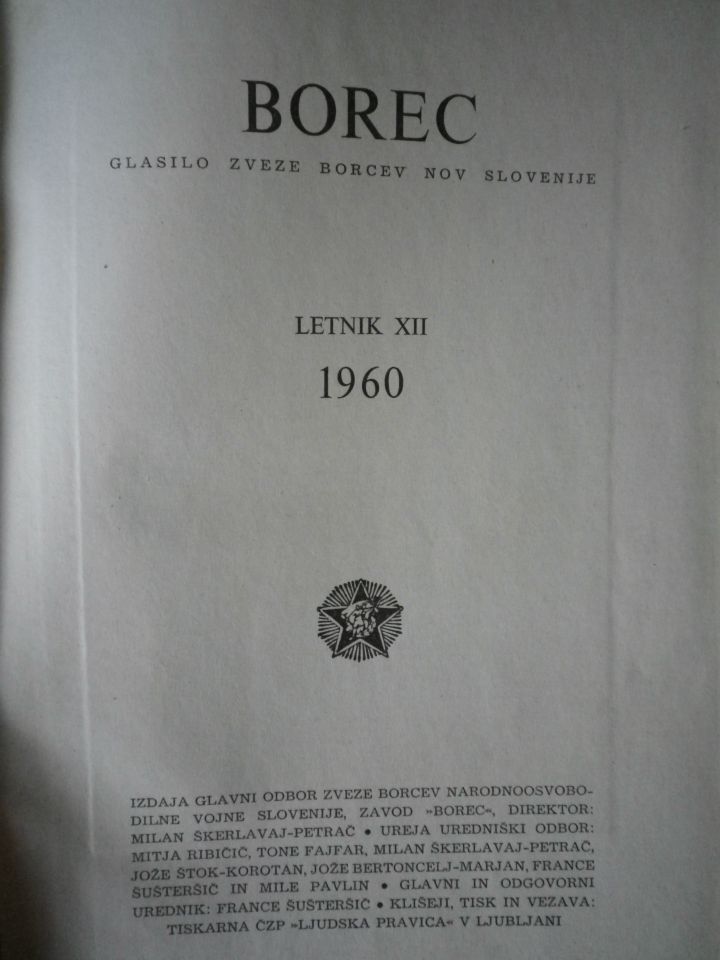 BOREC
GLASILO ZVEZE BORCEV NOV SLOVENIJE
LETNIK XII
1960
IZDAJA GLAVNI ODBOR ZVEZE BORCEV NARODNOOSVOBO-
DILNE VOJNE SLOVENIJE, ZAVOD »BOREC«, DIREKTOR:
MILAN ŠKERLAVAJ-PETRAČ • UREJA UREDNIŠKI ODBOR:
MITJA RIBIČIČ, TONE FAJFAR, MILAN ŠKERLAVAJ-PETRAČ,
JOŽE ŠTOK-KOROTAN, JOŽE BERTONCELJ-MARJAN, FRANCE
ŠUŠTERŠIČ IN MILE PAVLIN • GLAVNI IN ODGOVORNI
UREDNIK: FRANCE ŠUŠTERŠIČ • KLIŠEJI, TISK IN VEZAVA:
TISKARNA ČZP »LJUDSKA PRAVICA« V LJUBLJANI